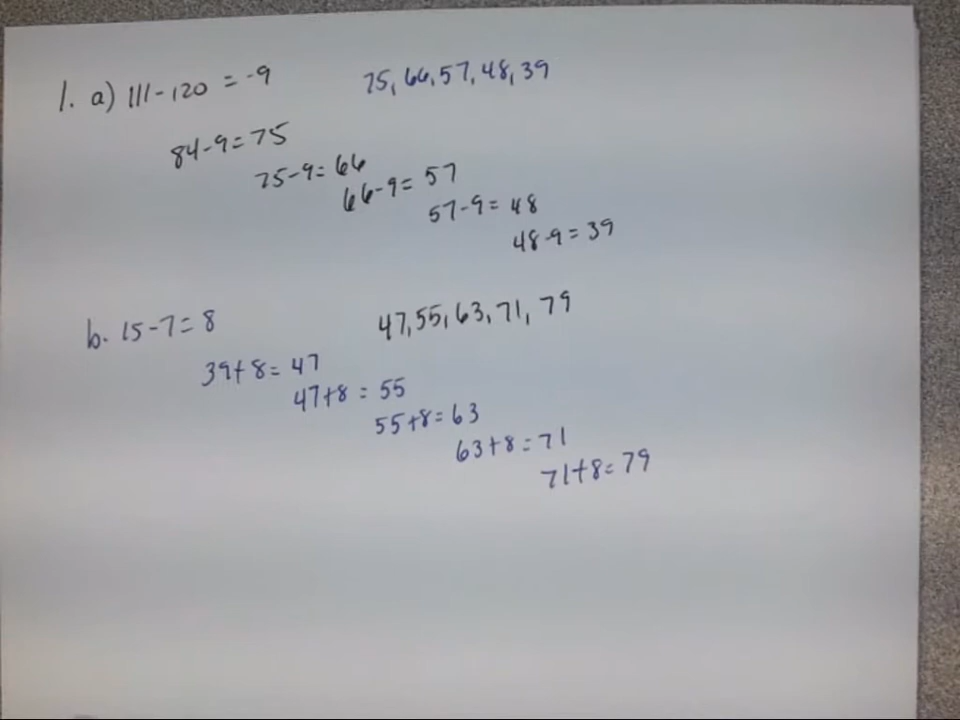 1. a) 111-120 = -9
75, 66, 57, 48, 39
84-9=75
75-9=66
66-9=57
57-9=48
48-9=39
b. 15-7=8
47, 55, 63, 71, 79
39+8=47
47+8=55
55+8=63
63+8=71
71+8=79